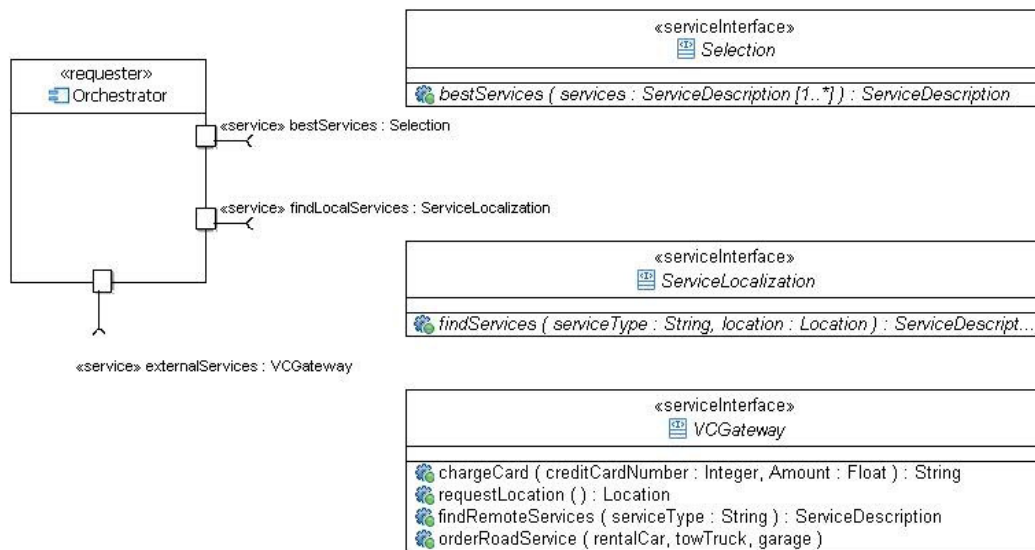 «serviceInterface»
Selection
bestServices ( services : ServiceDescription [1..*] ) : ServiceDescription
«requester»
Orchestrator
«service» bestServices : Selection
«service» findLocalServices : ServiceLocalization
«serviceInterface»
ServiceLocalization
findServices ( serviceType : String, location : Location ) : ServiceDescript...
«service» externalServices : VCGateway
«serviceInterface»
VCGateway
chargeCard ( creditCardNumber : Integer, Amount : Float ) : String
requestLocation ( ) : Location
findRemoteServices ( serviceType : String ) : ServiceDescription
orderRoadService ( rentalCar, towTruck, garage )